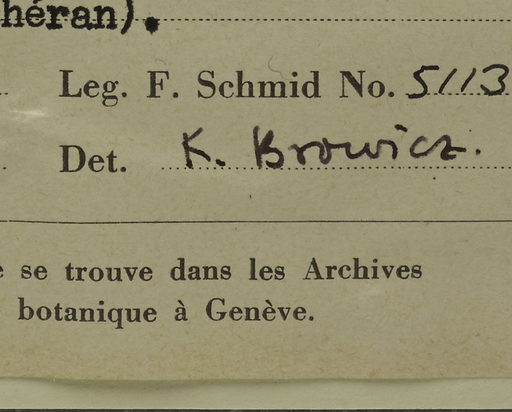 héran).
Leg. F. Schmid No. 5113
Det. K. Browicz.
e se trouve dans les Archives
botanique à Genève.